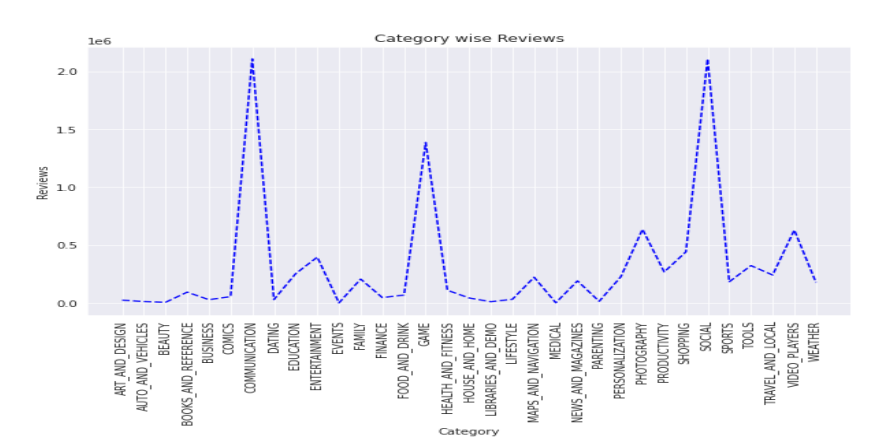 Category wise Reviews
1e6
2.0
1.5
1.0
0.5
0.0
Reviews
ART_AND_DESIGN
AUTO_AND_VEHICLES
BEAUTY
BOOKS_AND_REFERENCE
BUSINESS
COMICS
COMMUNICATION
DATING
EDUCATION
ENTERTAINMENT
EVENTS
FAMILY
FINANCE
FOOD_AND_DRINK
GAME
HEALTH_AND_FITNESS
HOUSE_AND_HOME
LIBRARIES_AND_DEMO
LIFESTYLE
MAPS_AND_NAVIGATION
MEDICAL
NEWS_AND_MAGAZINES
PARENTING
PERSONALIZATION
PHOTOGRAPHY
PRODUCTIVITY
SHOPPING
SOCIAL
SPORTS
TOOLS
TRAVEL_AND_LOCAL
VIDEO_PLAYERS
WEATHER
Category